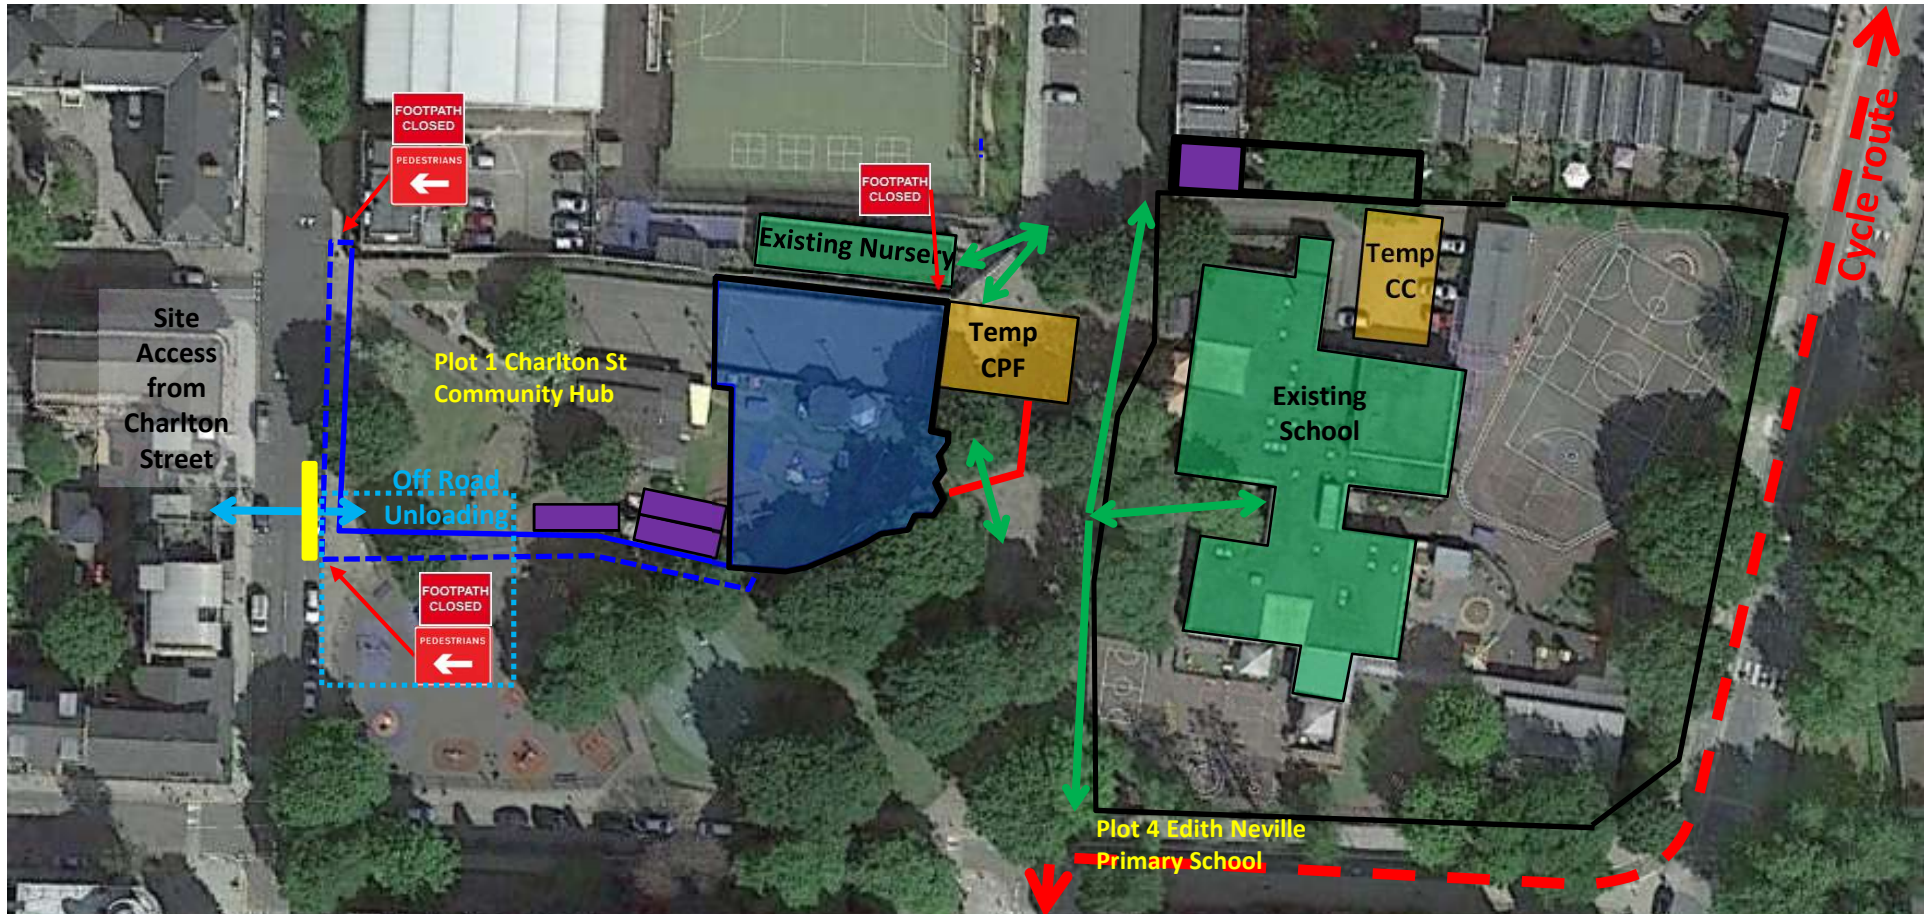 FOOTPATH
CLOSED
PEDESTRIANS
FOOTPATH
CLOSED
Cycle route
Existing Nursery
Temp
CC
Site
Access
from
Charlton
Street
Temp
CPF
Plot 1 Charlton St
Community Hub
Existing
School
Off Road
Unloading
FOOTPATH
CLOSED
PEDESTRIANS
Plot 4 Edith Neville
Primary School